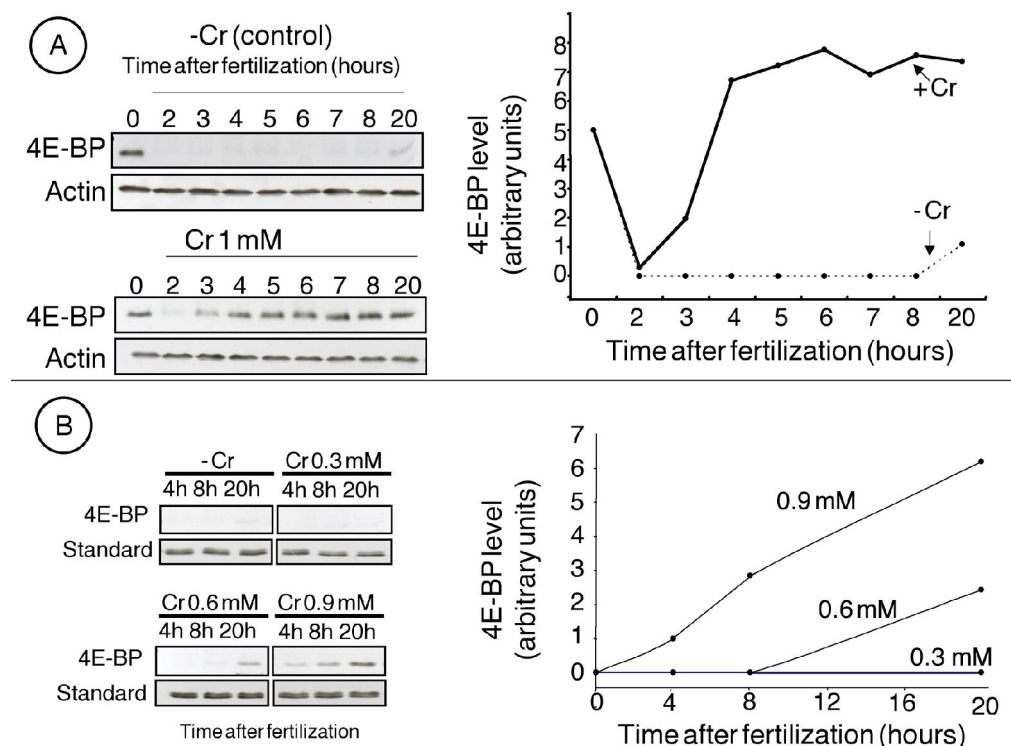 A
-Cr (control)
Time after fertilization (hours)
0 2 3 4 5 6 7 8 20
4E-BP
Actin
Cr 1 mM
0 2 3 4 5 6 7 8 20
4E-BP
Actin
4E-BP level
(arbitrary units)
8
7
6
5
4
3
2
1
0
+Cr
-Cr
0 2 3 4 5 6 7 8 20
Time after fertilization (hours)
B
-Cr Cr 0.3 mM
4h 8h 20h 4h 8h 20h
4E-BP
Standard
Cr 0.6 mM Cr 0.9 mM
4h 8h 20h 4h 8h 20h
4E-BP
Standard
Time after fertilization
4E-BP level
(arbitrary units)
7
6
5
4
3
2
1
0
0.9 mM
0.6 mM
0.3 mM
0 4 8 12 16 20
Time after fertilization (hours)